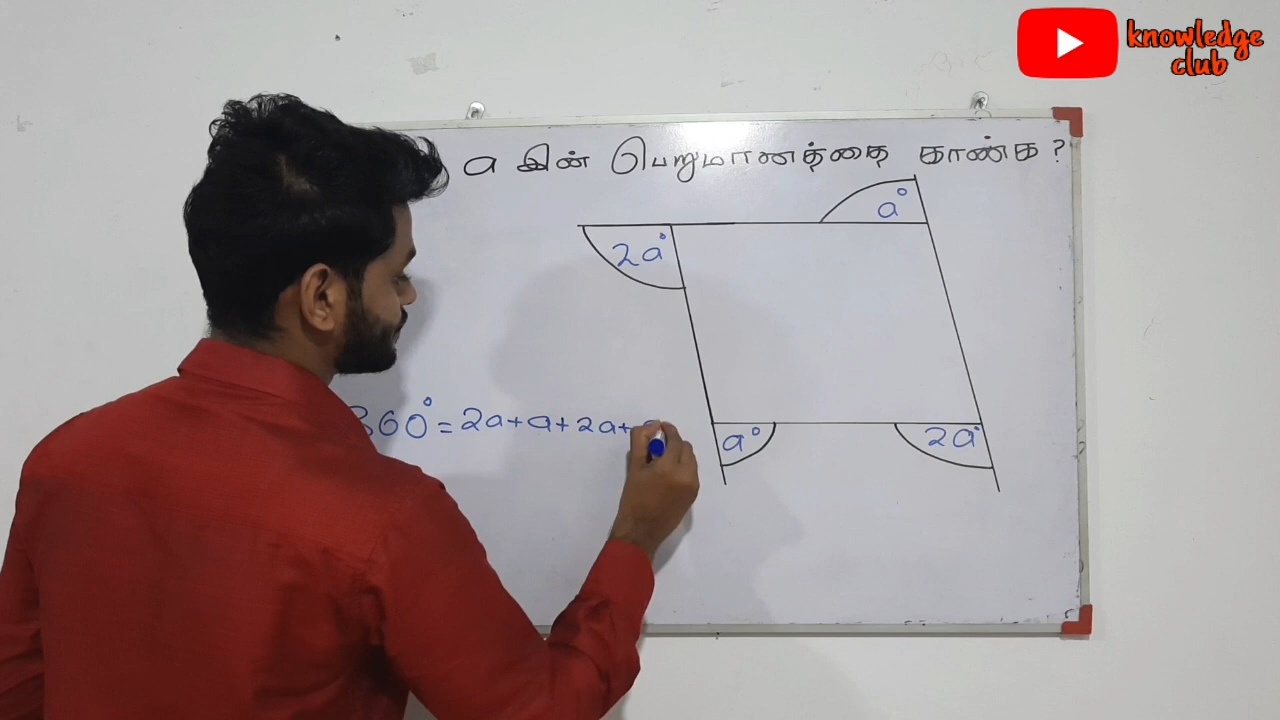 knowledge
club
a இன் பெறுமானத்தை காண்க ?
a°
2a°
360° = 2a+a+2a+
a°
2a°